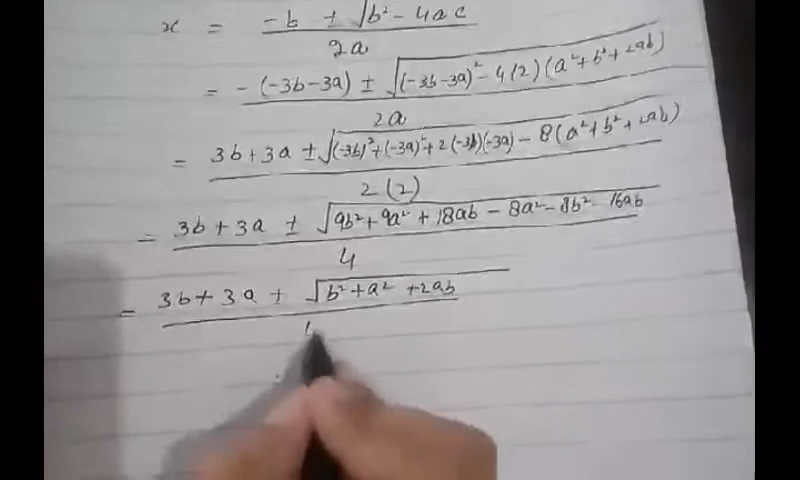 x = -b ± √b² - 4ac
2a
= - (-3b-3a) ± √(-3b-3a)² - 4(2)(a²+b²+2ab)
2a
= 3b+3a ± √(-3b)²+(-3a)²+2(-3b)(-3a) - 8(a²+b²+2ab)
2(2)
= 3b+3a ± √9b²+9a²+18ab-8a²-8b²-16ab
4
= 3b+3a ± √b²+a²+2ab